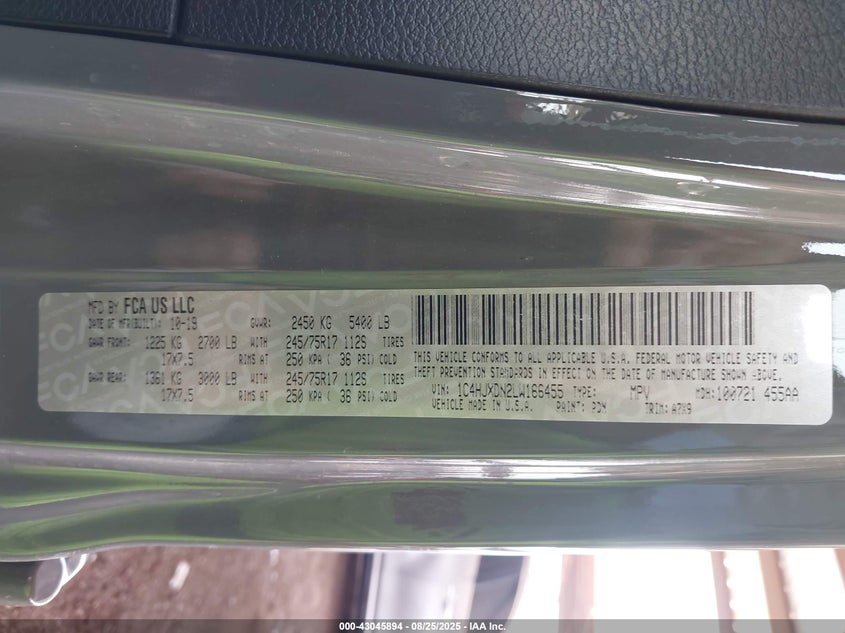 MFD BY FCA US LLC
DATE OF MFR(BUILT): 10-19 GVWR: 2450 KG 5400 LB
GAWR FRONT: 1225 KG 2700 LB 245/75R17 112S TIRES
17X7.5 RIMS AT 250 KPA ( 36 PSI) COLD
GAWR REAR: 1361 KG 3000 LB 245/75R17 112S TIRES
17X7.5 RIMS AT 250 KPA ( 36 PSI) COLD
THIS VEHICLE CONFORMS TO ALL APPLICABLE U.S.A. FEDERAL MOTOR VEHICLE SAFETY AND
THEFT PREVENTION STANDARDS IN EFFECT ON THE DATE OF MANUFACTURE SHOWN ABOVE.
VIN: 1C4HJXDN2LW166455 TYPE: MPV MDH: 100721 455AA
VEHICLE MADE IN U.S.A. PAINT: PDN TRIM: A7X9
000-43045894 - 08/25/2025 - IAA Inc.